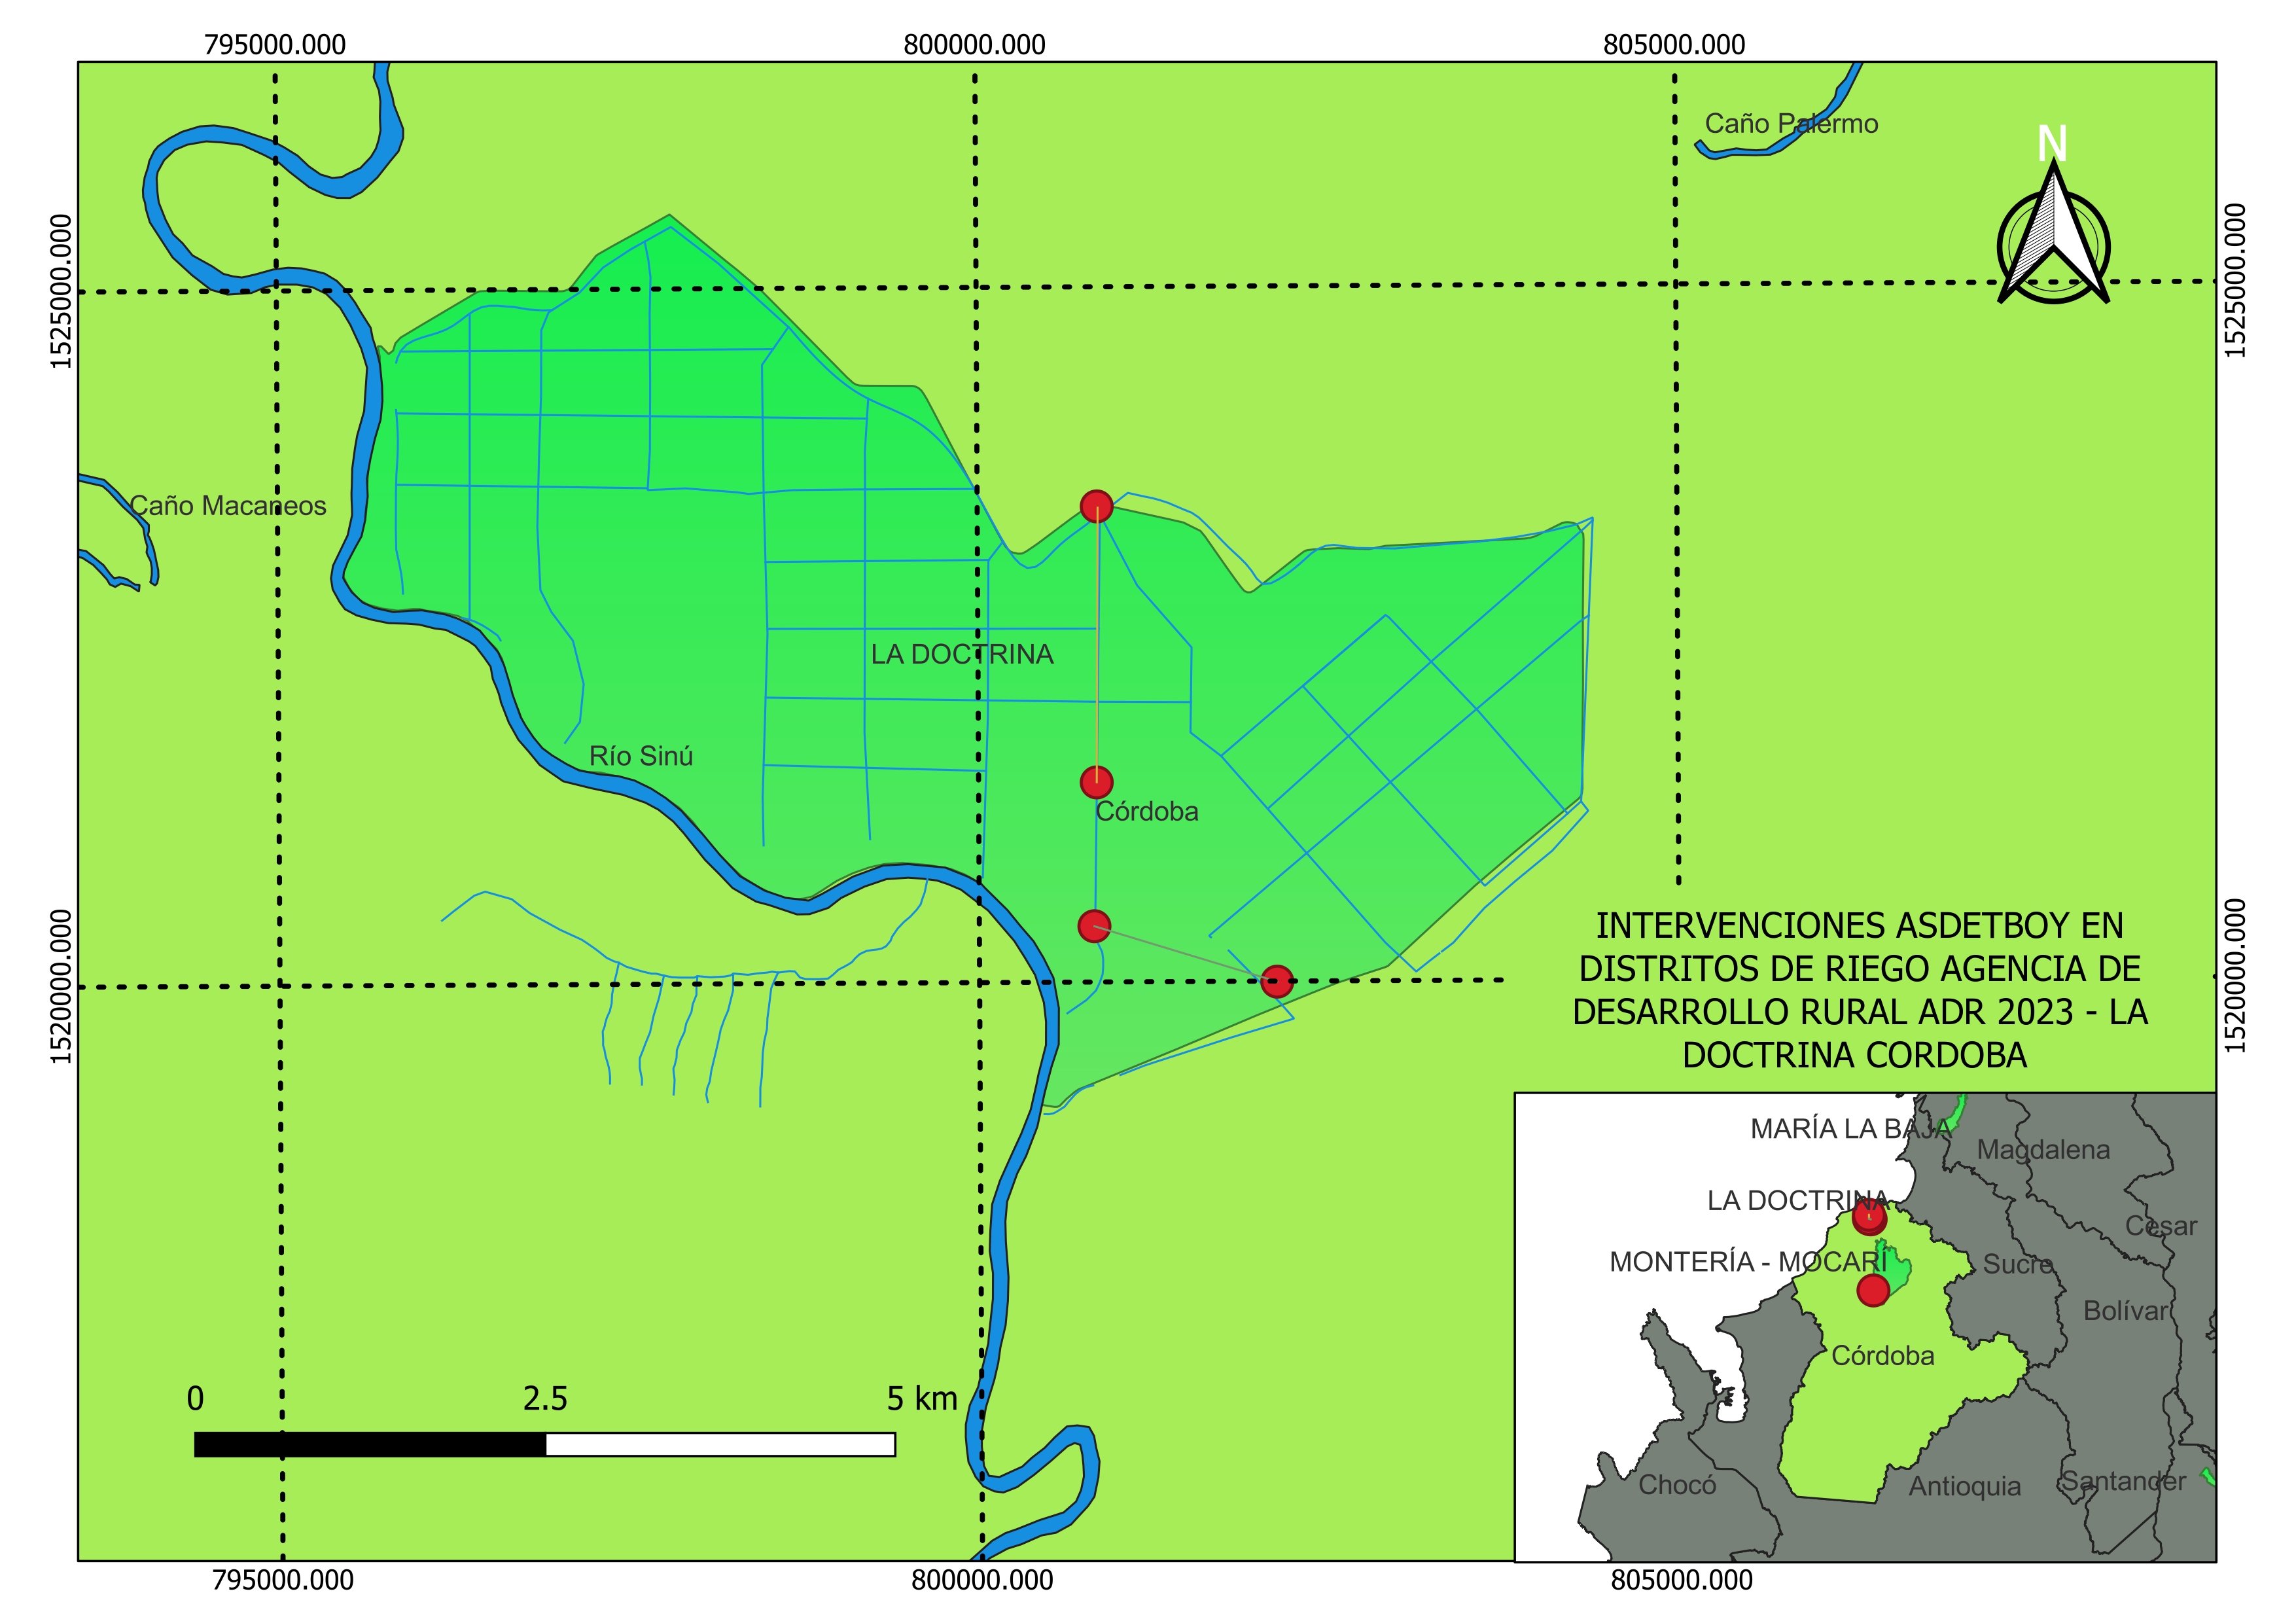 795000.000
800000.000
805000.000
Caño Palermo
N
1525000.000
1525000.000
Caño Macaneos
LA DOCTRINA
Río Sinú
Córdoba
1520000.000
1520000.000
INTERVENCIONES ASDETBOY EN
DISTRITOS DE RIEGO AGENCIA DE
DESARROLLO RURAL ADR 2023 - LA
DOCTRINA CORDOBA
MARÍA LA BAJA
Magdalena
LA DOCTRINA
Cesar
MONTERÍA - MOCARÍ
Sucre
Bolívar
Córdoba
Chocó
Antioquia
Santander
0
2.5
5 km
795000.000
800000.000
805000.000